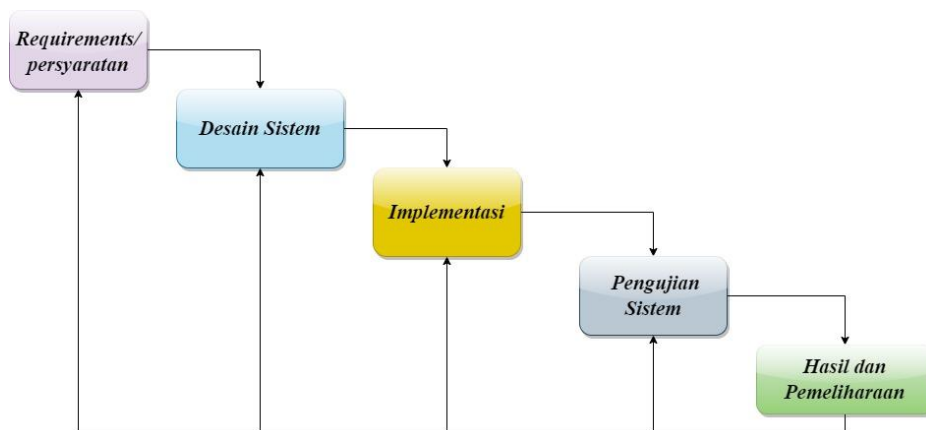 Requirements/
persyaratan
Desain Sistem
Implementasi
Pengujian
Sistem
Hasil dan
Pemeliharaan